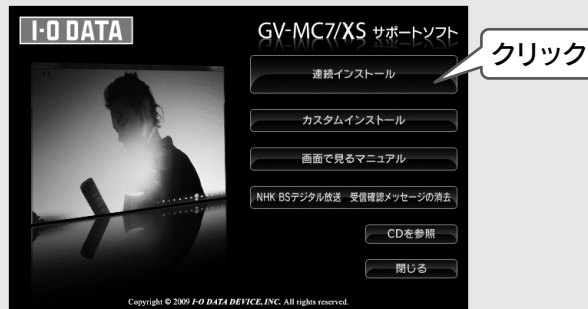 I-O DATA
GV-MC7/XS サポートソフト
クリック
連続インストール
カスタムインストール
画面で見るマニュアル
NHK BSデジタル放送 受信確認メッセージの消去
CDを参照
閉じる
Copyright © 2009 I-O DATA DEVICE, INC. All rights reserved.